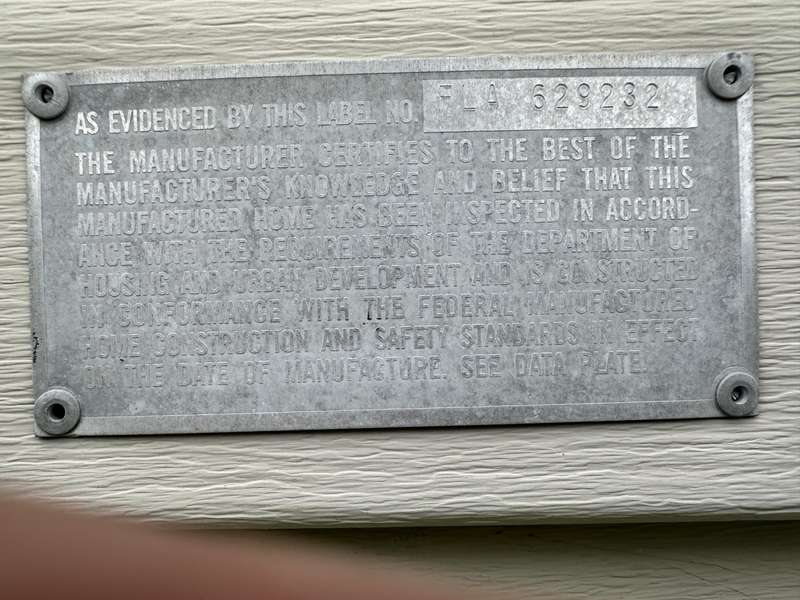 AS EVIDENCED BY THIS LABEL NO. FLA 629232
THE MANUFACTURER CERTIFIES TO THE BEST OF THE
MANUFACTURER'S KNOWLEDGE AND BELIEF THAT THIS
MANUFACTURED HOME HAS BEEN INSPECTED IN ACCORD-
ANCE WITH THE REQUIREMENTS OF THE DEPARTMENT OF
HOUSING AND URBAN DEVELOPMENT AND IS CONSTRUCTED
IN CONFORMANCE WITH THE FEDERAL MANUFACTURED
HOME CONSTRUCTION AND SAFETY STANDARDS IN EFFECT
ON THE DATE OF MANUFACTURE. SEE DATA PLATE.